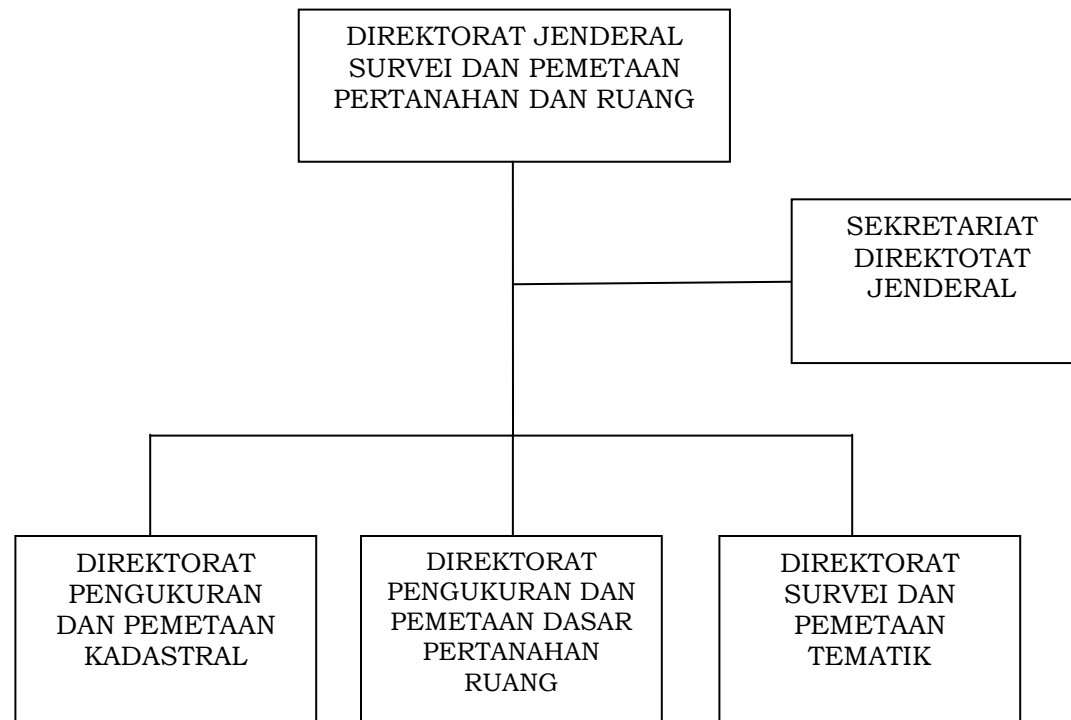 DIREKTORAT JENDERAL
SURVEI DAN PEMETAAN
PERTANAHAN DAN RUANG
SEKRETARIAT
DIREKTOTAT
JENDERAL
DIREKTORAT
PENGUKURAN
DAN PEMETAAN
KADASTRAL
DIREKTORAT
PENGUKURAN DAN
PEMETAAN DASAR
PERTANAHAN
RUANG
DIREKTORAT
SURVEI DAN
PEMETAAN
TEMATIK